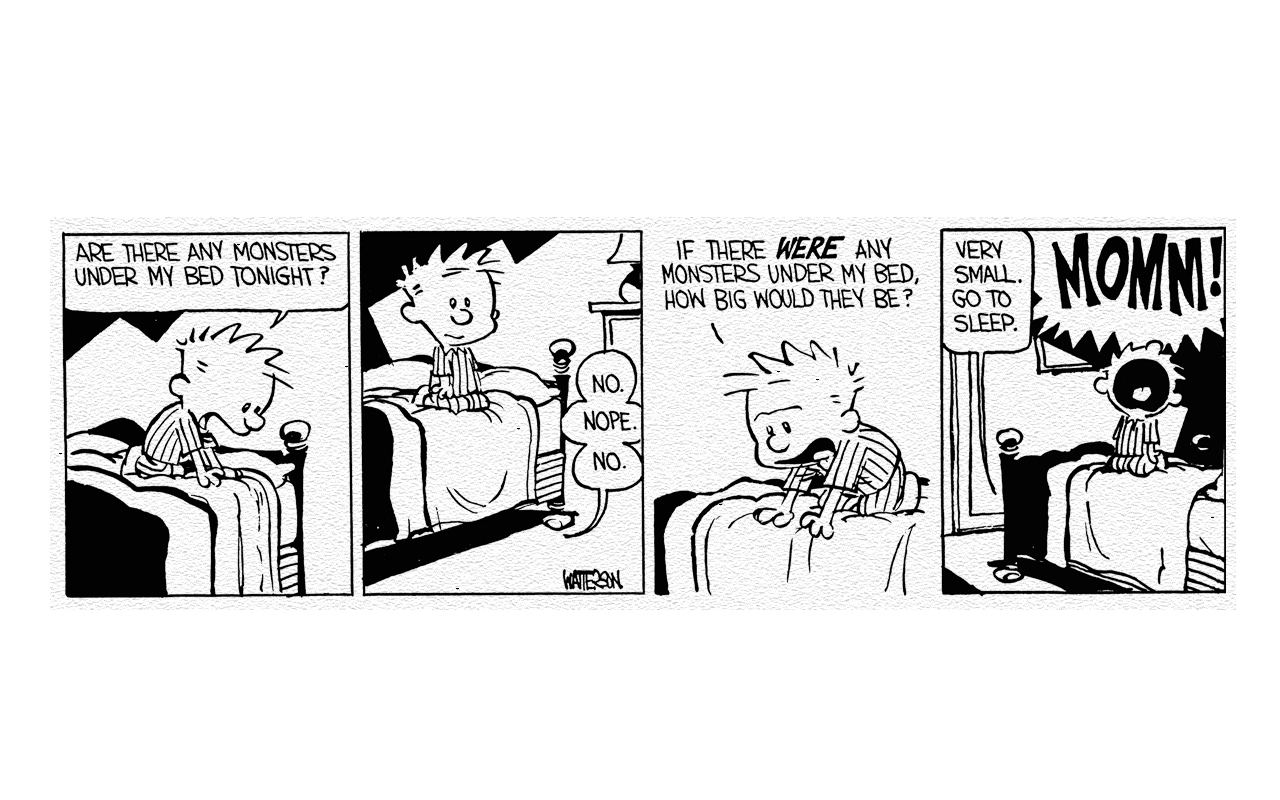 ARE THERE ANY MONSTERS
UNDER MY BED TONIGHT?
NO.
NOPE.
NO.
WATTERSON
IF THERE WERE ANY
MONSTERS UNDER MY BED,
HOW BIG WOULD THEY BE?
VERY
SMALL.
GO TO
SLEEP.
MOMM!